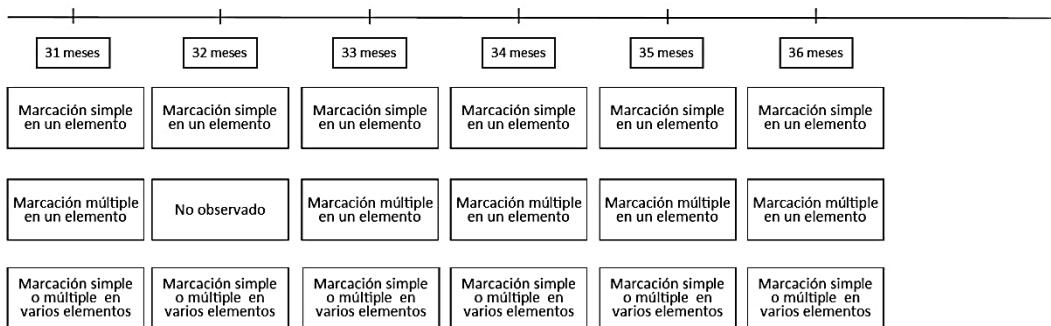 31 meses
32 meses
33 meses
34 meses
35 meses
36 meses
Marcación simple
en un elemento
Marcación simple
en un elemento
Marcación simple
en un elemento
Marcación simple
en un elemento
Marcación simple
en un elemento
Marcación simple
en un elemento
Marcación múltiple
en un elemento
No observado
Marcación múltiple
en un elemento
Marcación múltiple
en un elemento
Marcación múltiple
en un elemento
Marcación múltiple
en un elemento
Marcación simple
o múltiple en
varios elementos
Marcación simple
o múltiple en
varios elementos
Marcación simple
o múltiple en
varios elementos
Marcación simple
o múltiple en
varios elementos
Marcación simple
o múltiple en
varios elementos
Marcación simple
o múltiple en
varios elementos